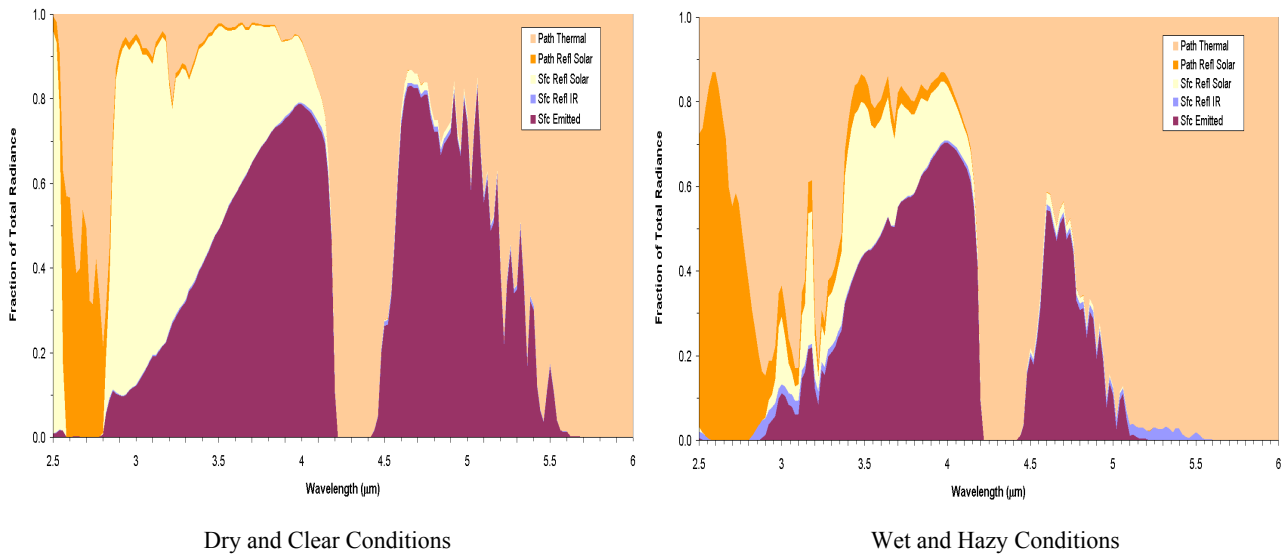 1.0
0.8
0.6
0.4
0.2
0.0
Fraction of Total Radiance
Path Thermal
Path Refl Solar
Sfc Refl Solar
Sfc Refl IR
Sfc Emitted
2.5 3 3.5 4 4.5 5 5.5 6
Wavelength (µm)
Dry and Clear Conditions
1.0
0.8
0.6
0.4
0.2
0.0
Fraction of Total Radiance
Path Thermal
Path Refl Solar
Sfc Refl Solar
Sfc Refl IR
Sfc Emitted
2.5 3 3.5 4 4.5 5 5.5 6
Wavelength (µm)
Wet and Hazy Conditions